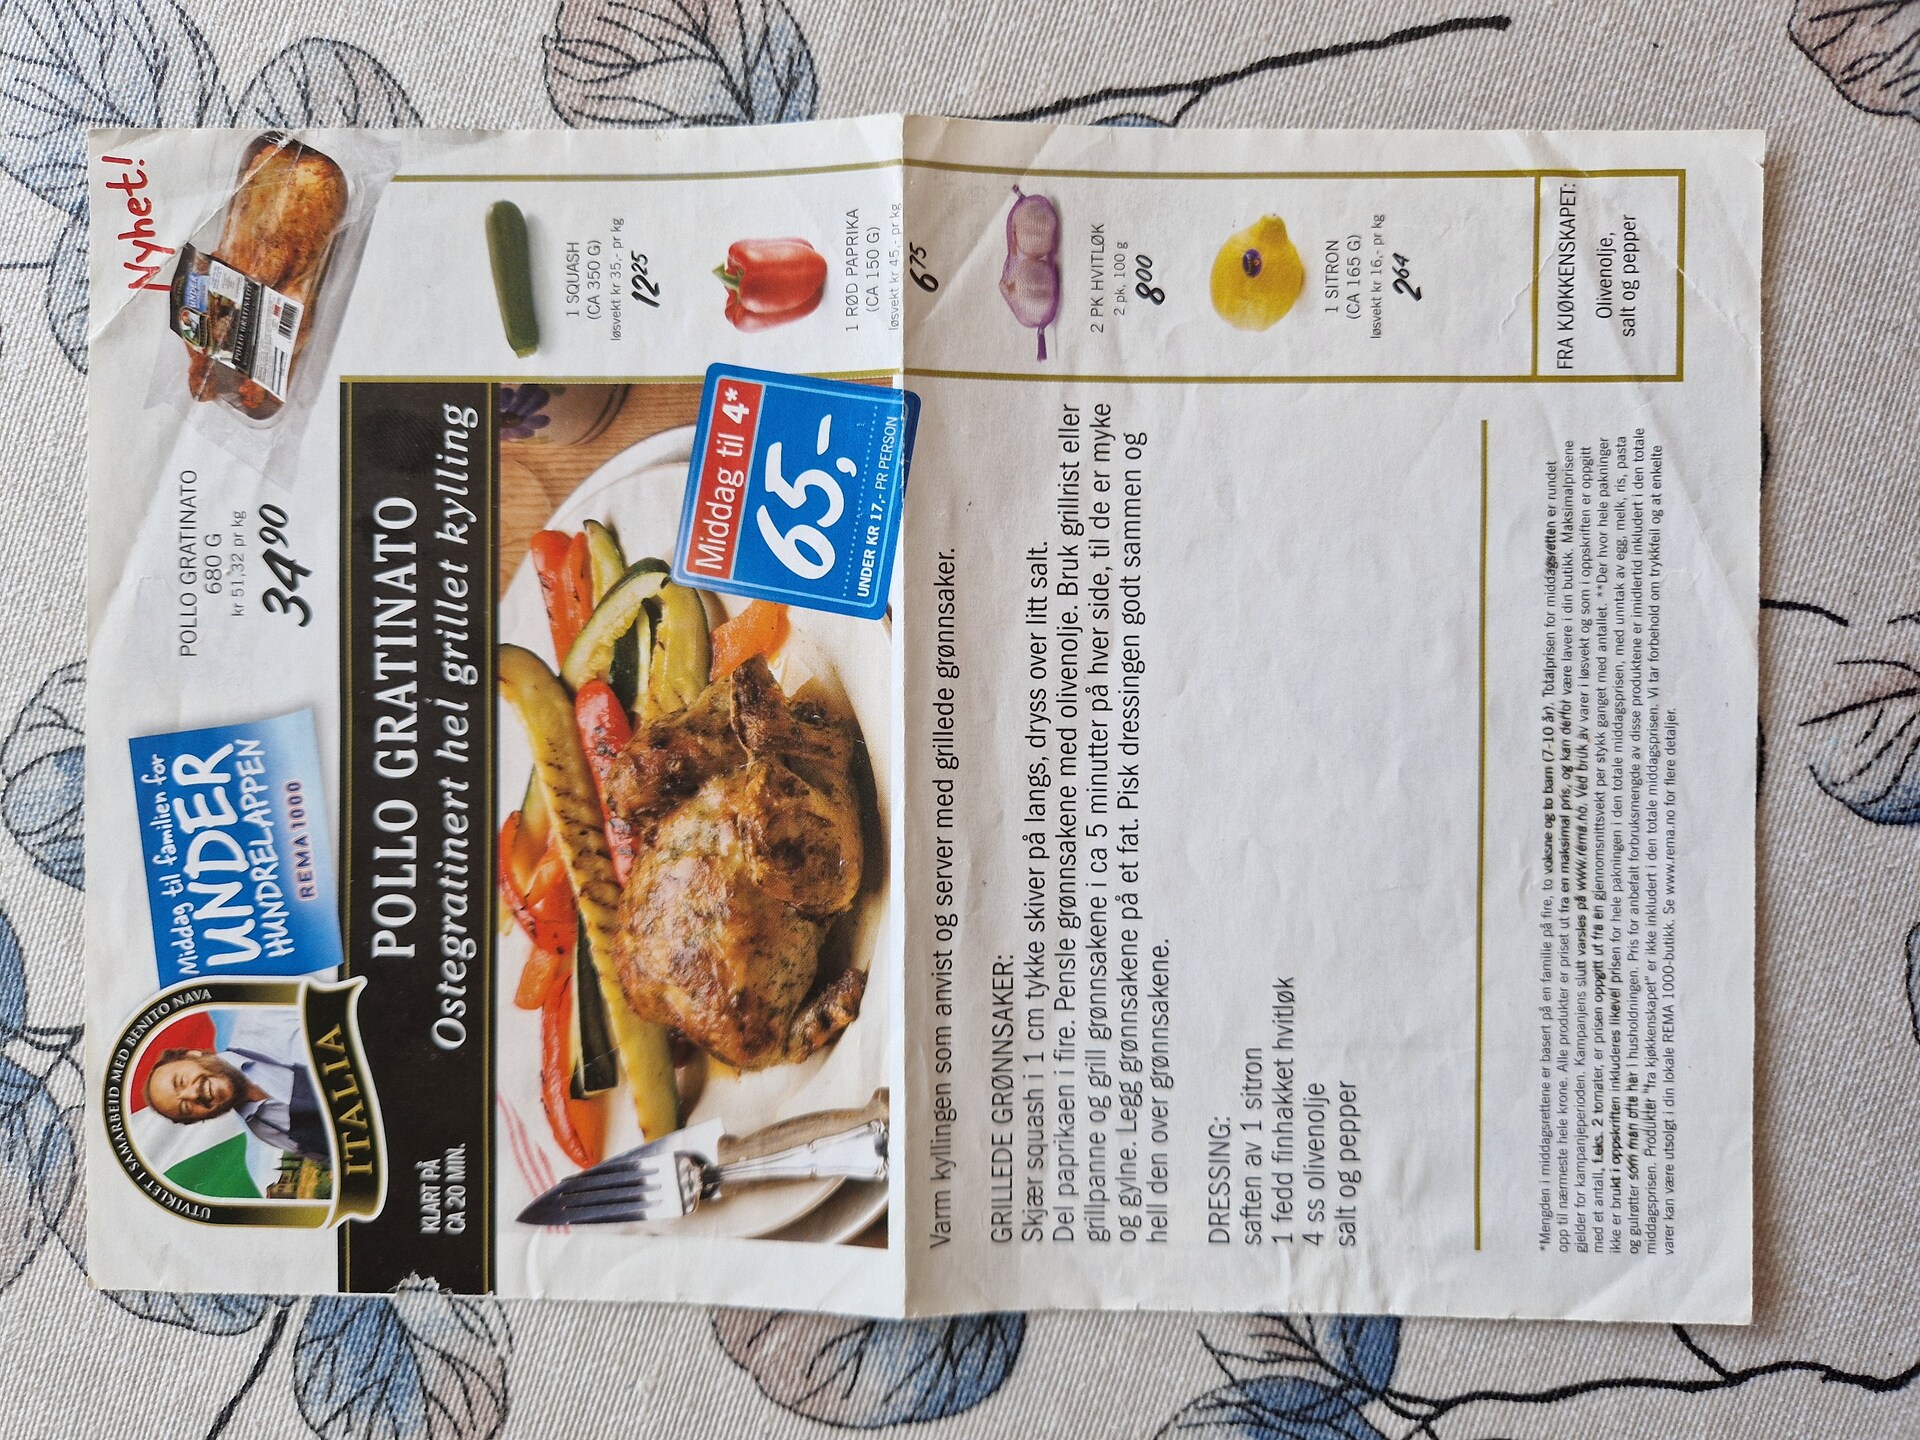 UTVIKLET I SAMARBEID MED BENITO NAVA
ITALIA
Middag til familien for
UNDER
HUNDRELAPPEN
REMA 1000
POLLO GRATINATO
680 G
kr 51,32 pr kg
34 90
Nyhet!
UNDER
POLLO GRATINATO
KLART PÅ
CA 20 MIN.
POLLO GRATINATO
Ostegratinert hel grillet kylling
Middag til 4*
65,-
UNDER KR 17,- PR PERSON
1 SQUASH
(CA 350 G)
løsvekt kr 35,- pr kg
12 25
1 RØD PAPRIKA
(CA 150 G)
løsvekt kr 45,- pr kg
6 75
2 PK HVITLØK
2 pk, 100 g
8 00
1 SITRON
(CA 165 G)
løsvekt kr 16,- pr kg
2 64
FRA KJØKKENSKAPET:
Olivenolje,
salt og pepper
Varm kyllingen som anvist og server med grillede grønnsaker.
GRILLEDE GRØNNSAKER:
Skjær squash i 1 cm tykke skiver på langs, dryss over litt salt.
Del paprikaen i fire. Pensle grønnsakene med olivenolje. Bruk grillrist eller
grillpanne og grill grønnsakene i ca 5 minutter på hver side, til de er myke
og gylne. Legg grønnsakene på et fat. Pisk dressingen godt sammen og
hell den over grønnsakene.
DRESSING:
saften av 1 sitron
1 fedd finhakket hvitløk
4 ss olivenolje
salt og pepper
*Mengden i middagsrettene er basert på en familie på fire, to voksne og to barn (7-10 år). Totalprisen for middagsretten er rundet
opp til nærmeste hele krone. Alle produkter er priset ut fra en maksimal pris, og kan derfor være lavere i din butikk. Maksimalprisene
gjelder for kampanjeperioden. Kampanjens slutt varsles på www.rema.no. Ved bruk av varer i løsvekt og som i oppskriften er oppgitt
med et antall, f.eks. 2 tomater, er prisen oppgitt ut fra en gjennomsnittsvekt per stykk ganget med antallet. **Der hvor hele pakninger
ikke er brukt i oppskriften inkluderes likevel prisen for hele pakningen i den totale middagsprisen, med unntak av egg, melk, ris, pasta
og gulrøtter som man ofte har i husholdningen. Pris for anbefalt forbruksmengde av disse produktene er imidlertid inkludert i den totale
middagsprisen. Produkter "fra kjøkkenskapet" er ikke inkludert i den totale middagsprisen. Vi tar forbehold om trykkfeil og at enkelte
varer kan være utsolgt i din lokale REMA 1000-butikk. Se www.rema.no for flere detaljer.